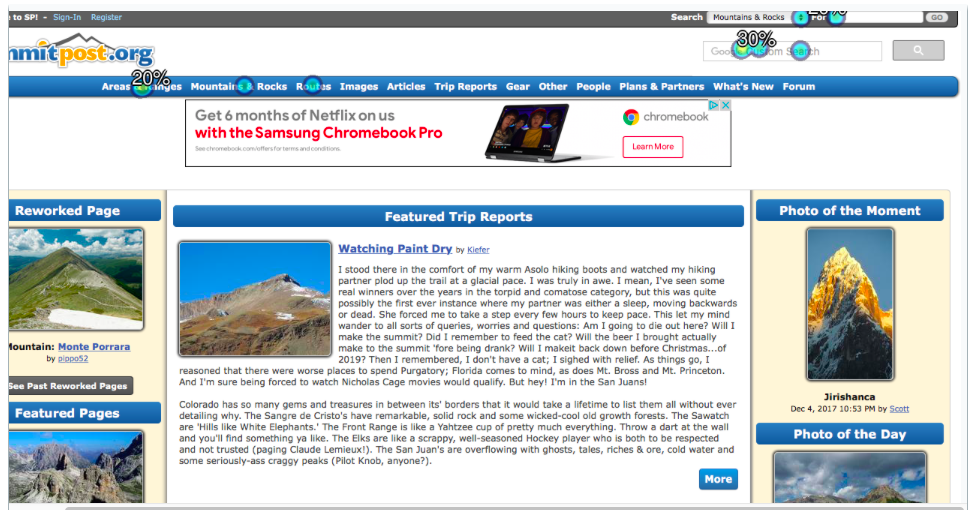 to SP! - Sign-In Register
Search Mountains & Rocks For GO
mmitpost.org
30%
Search
20%
Mountains & Rocks Routes Images Articles Trip Reports Gear Other People Plans & Partners What's New Forum
Get 6 months of Netflix on us
with the Samsung Chromebook Pro
See chromebook.com/offers for terms and conditions.
chromebook
Learn More
Reworked Page
Mountain: Monte Porrara
by pippo52
See Past Reworked Pages
Featured Pages
Featured Trip Reports
Watching Paint Dry by Kiefer
I stood there in the comfort of my warm Asolo hiking boots and watched my hiking
partner plod up the trail at a glacial pace. I was truly in awe. I mean, I've seen some
real winners over the years in the torpid and comatose category, but this was quite
possibly the first ever instance where my partner was either a sleep, moving backwards
or dead. She forced me to take a step every few hours to keep pace. This let my mind
wander to all sorts of queries, worries and questions: Am I going to die out here? Will I
make the summit? Did I remember to feed the cat? Will the beer I brought actually
make to the summit 'fore being drank? Will I makeit back down before Christmas...of
2019? Then I remembered, I don't have a cat; I sighed with relief. As things go, I
reasoned that there were worse places to spend Purgatory; Florida comes to mind, as does Mt. Bross and Mt. Princeton.
And I'm sure being forced to watch Nicholas Cage movies would qualify. But hey! I'm in the San Juans!
Colorado has so many gems and treasures in between its' borders that it would take a lifetime to list them all without ever
detailing why. The Sangre de Cristo's have remarkable, solid rock and some wicked-cool old growth forests. The Sawatch
are 'Hills like White Elephants.' The Front Range is like a Yahtzee cup of pretty much everything. Throw a dart at the wall
and you'll find something ya like. The Elks are like a scrappy, well-seasoned Hockey player who is both to be respected
and not trusted (paging Claude Lemieux!). The San Juan's are overflowing with ghosts, tales, riches & ore, cold water and
some seriously-ass craggy peaks (Pilot Knob, anyone?).
More
Photo of the Moment
Jirishanca
Dec 4, 2017 10:53 PM by Scott
Photo of the Day